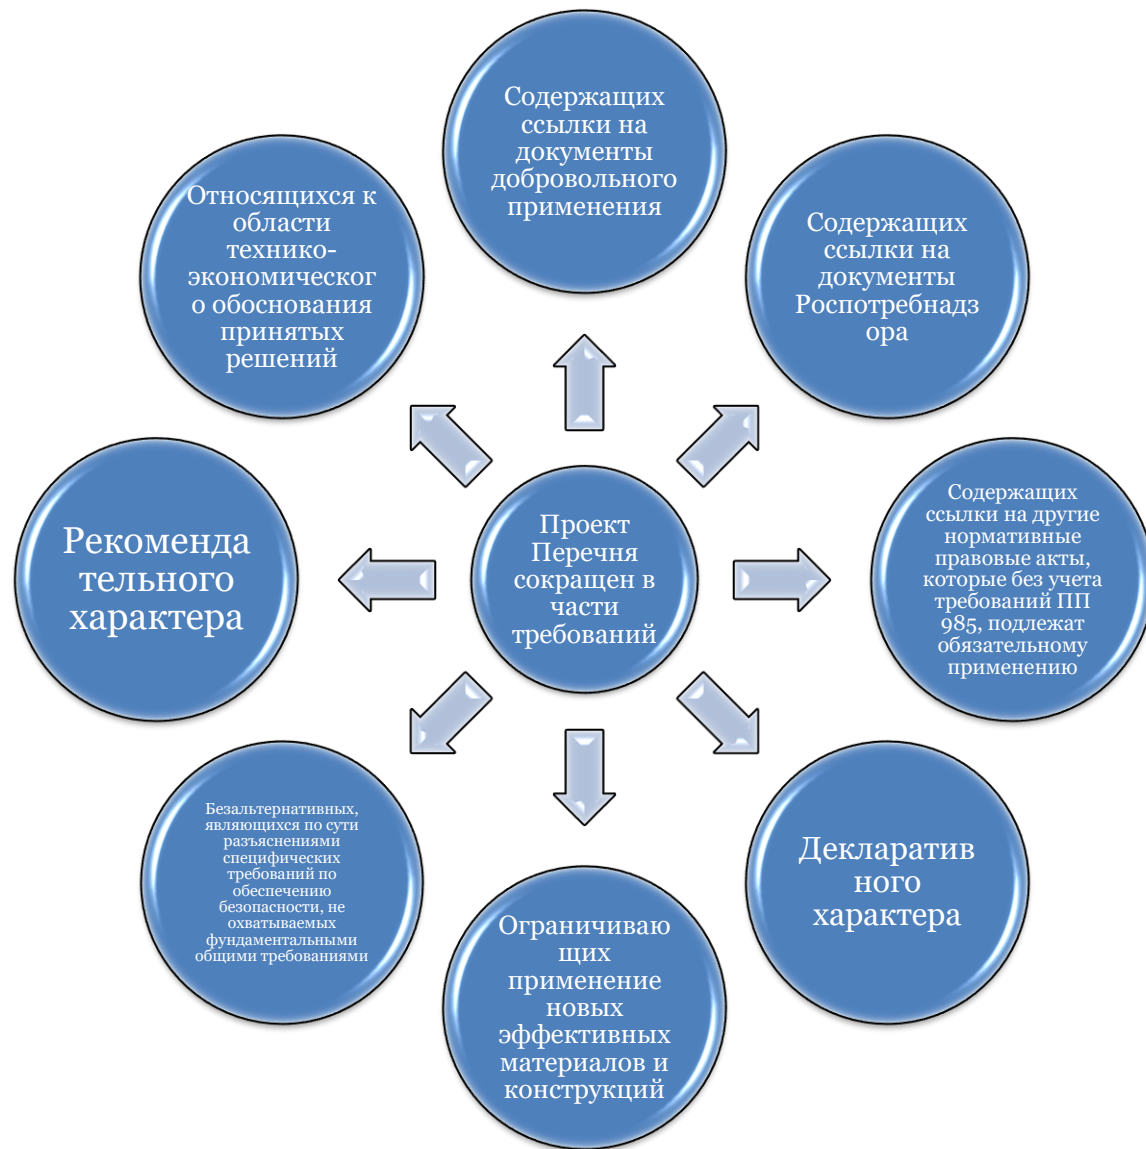 Содержащих
ссылки на
документы
добровольного
применения
Относящихся к
области
технико-
экономическог
о обоснования
принятых
решений
Содержащих
ссылки на
документы
Роспотребнадз
ора
Рекоменда
тельного
характера
Проект
Перечня
сокращен в
части
требований
Содержащих
ссылки на другие
нормативные
правовые акты,
которые без учета
требований ПП
985, подлежат
обязательному
применению
Безальтернативных,
являющихся по сути
разъяснениями
специфических
требований по
обеспечению
безопасности, не
охватываемых
фундаментальными
общими требованиями
Декларатив
ного
характера
Ограничиваю
щих
применение
новых
эффективных
материалов и
конструкций